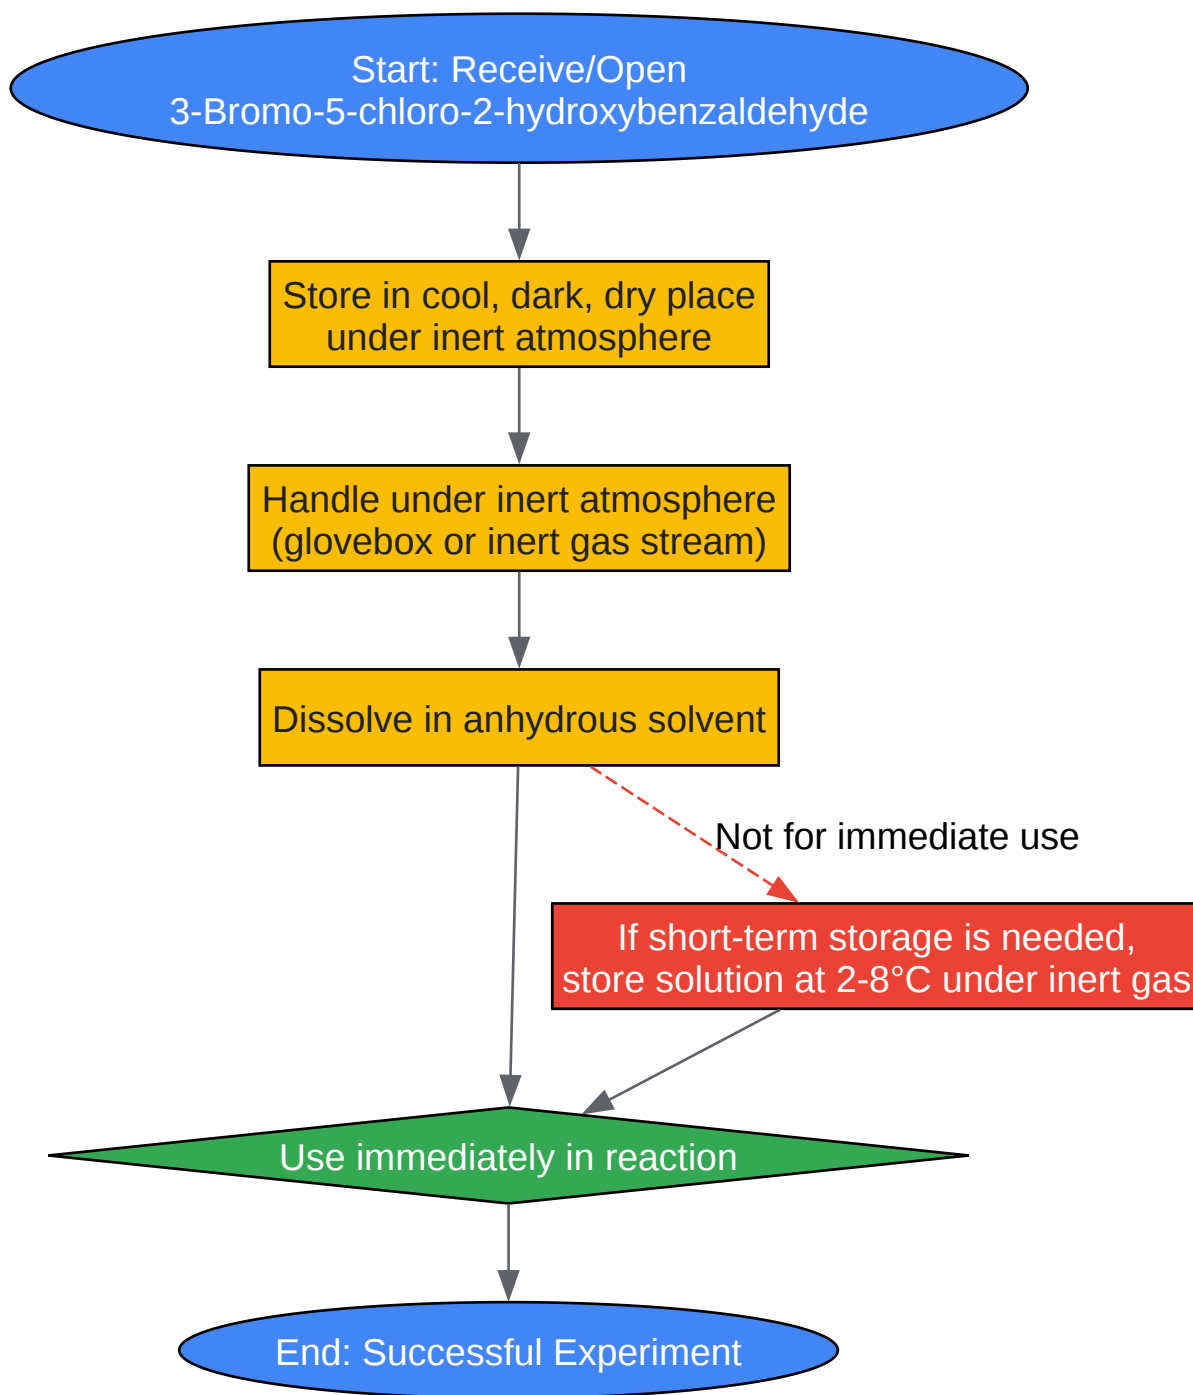 Start: Receive/Open
3-Bromo-5-chloro-2-hydroxybenzaldehyde
Store in cool, dark, dry place
under inert atmosphere
Handle under inert atmosphere
(glovebox or inert gas stream)
Dissolve in anhydrous solvent
Not for immediate use
If short-term storage is needed,
store solution at 2-8°C under inert gas
Use immediately in reaction
End: Successful Experiment